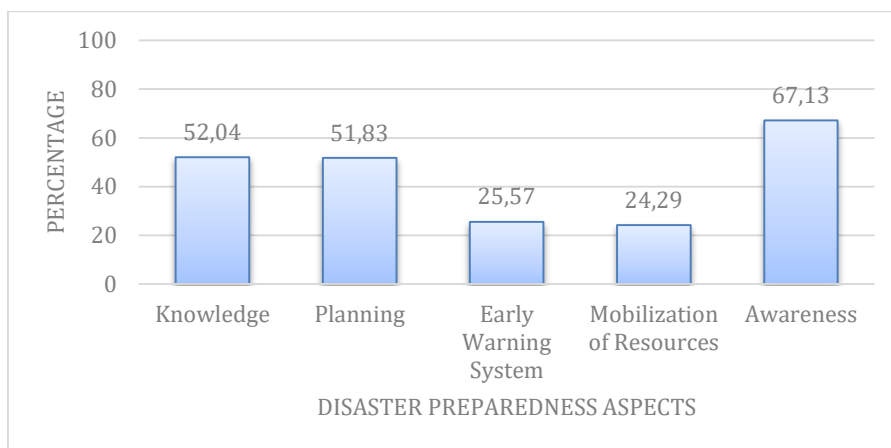 PERCENTAGE
100
80
60
40
20
0
52,04
51,83
25,57
24,29
67,13
Knowledge
Planning
Early
Warning
System
Mobilization
of Resources
Awareness
DISASTER PREPAREDNESS ASPECTS